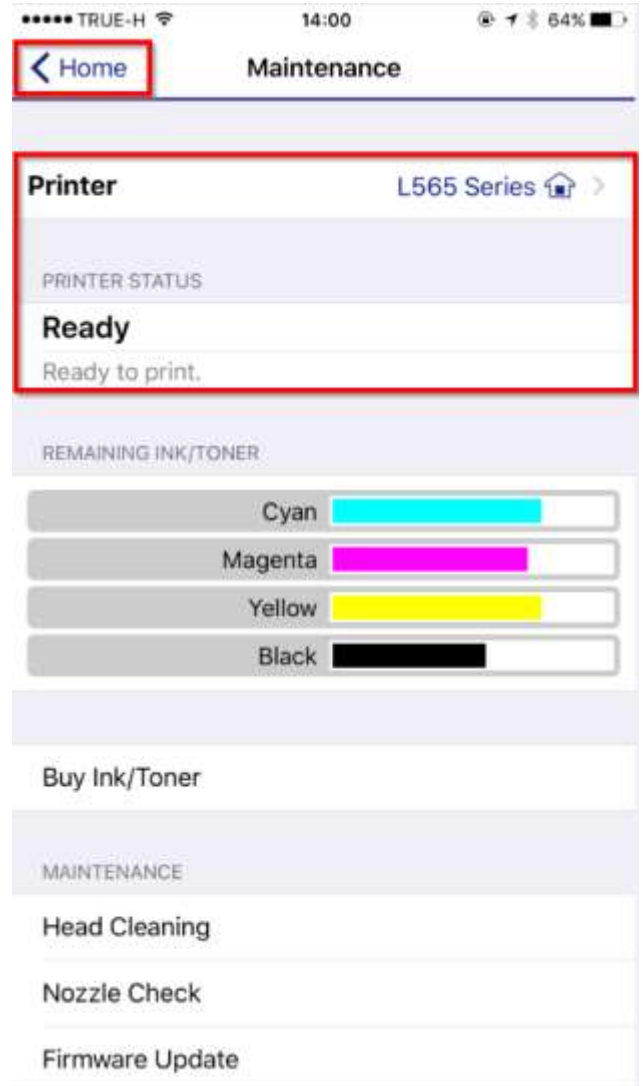 TRUE-H 14:00 64%
Home Maintenance
Printer L565 Series
PRINTER STATUS
Ready
Ready to print.
REMAINING INK/TONER
Cyan
Magenta
Yellow
Black
Buy Ink/Toner
MAINTENANCE
Head Cleaning
Nozzle Check
Firmware Update